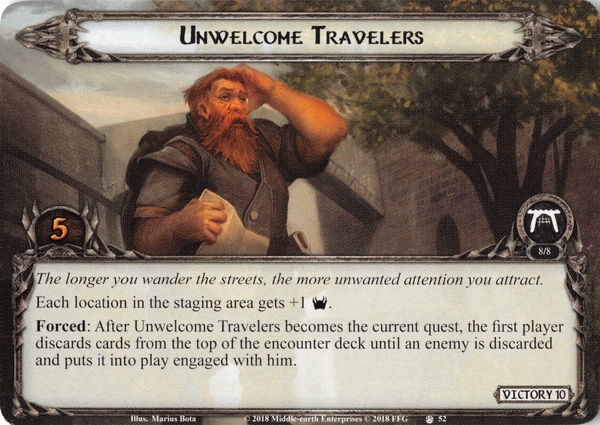 Unwelcome Travelers
5
8/8
The longer you wander the streets, the more unwanted attention you attract.
Each location in the staging area gets +1 .
Forced: After Unwelcome Travelers becomes the current quest, the first player
discards cards from the top of the encounter deck until an enemy is discarded
and puts it into play engaged with him.
VICTORY 10
Illus. Marius Bota © 2018 Middle-earth Enterprises © 2018 FFG 52